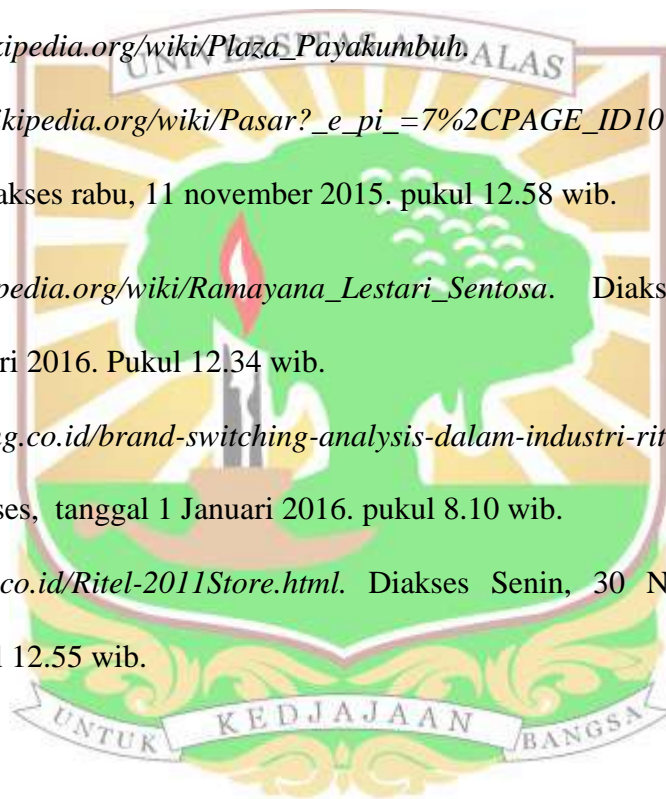 kipedia.org/wiki/Plaza_Payakumbuh.
UNIVERSITAS ANDALAS
ikipedia.org/wiki/Pasar?_e_pi_=7%2CPAGE_ID10
akses rabu, 11 november 2015. pukul 12.58 wib.
pedia.org/wiki/Ramayana_Lestari_Sentosa. Diaks
ri 2016. Pukul 12.34 wib.
g.co.id/brand-switching-analysis-dalam-industri-rit
ses, tanggal 1 Januari 2016. pukul 8.10 wib.
co.id/Ritel-2011Store.html. Diakses Senin, 30 N
l 12.55 wib.
UNTUK KEDJAJAAN BANGSA